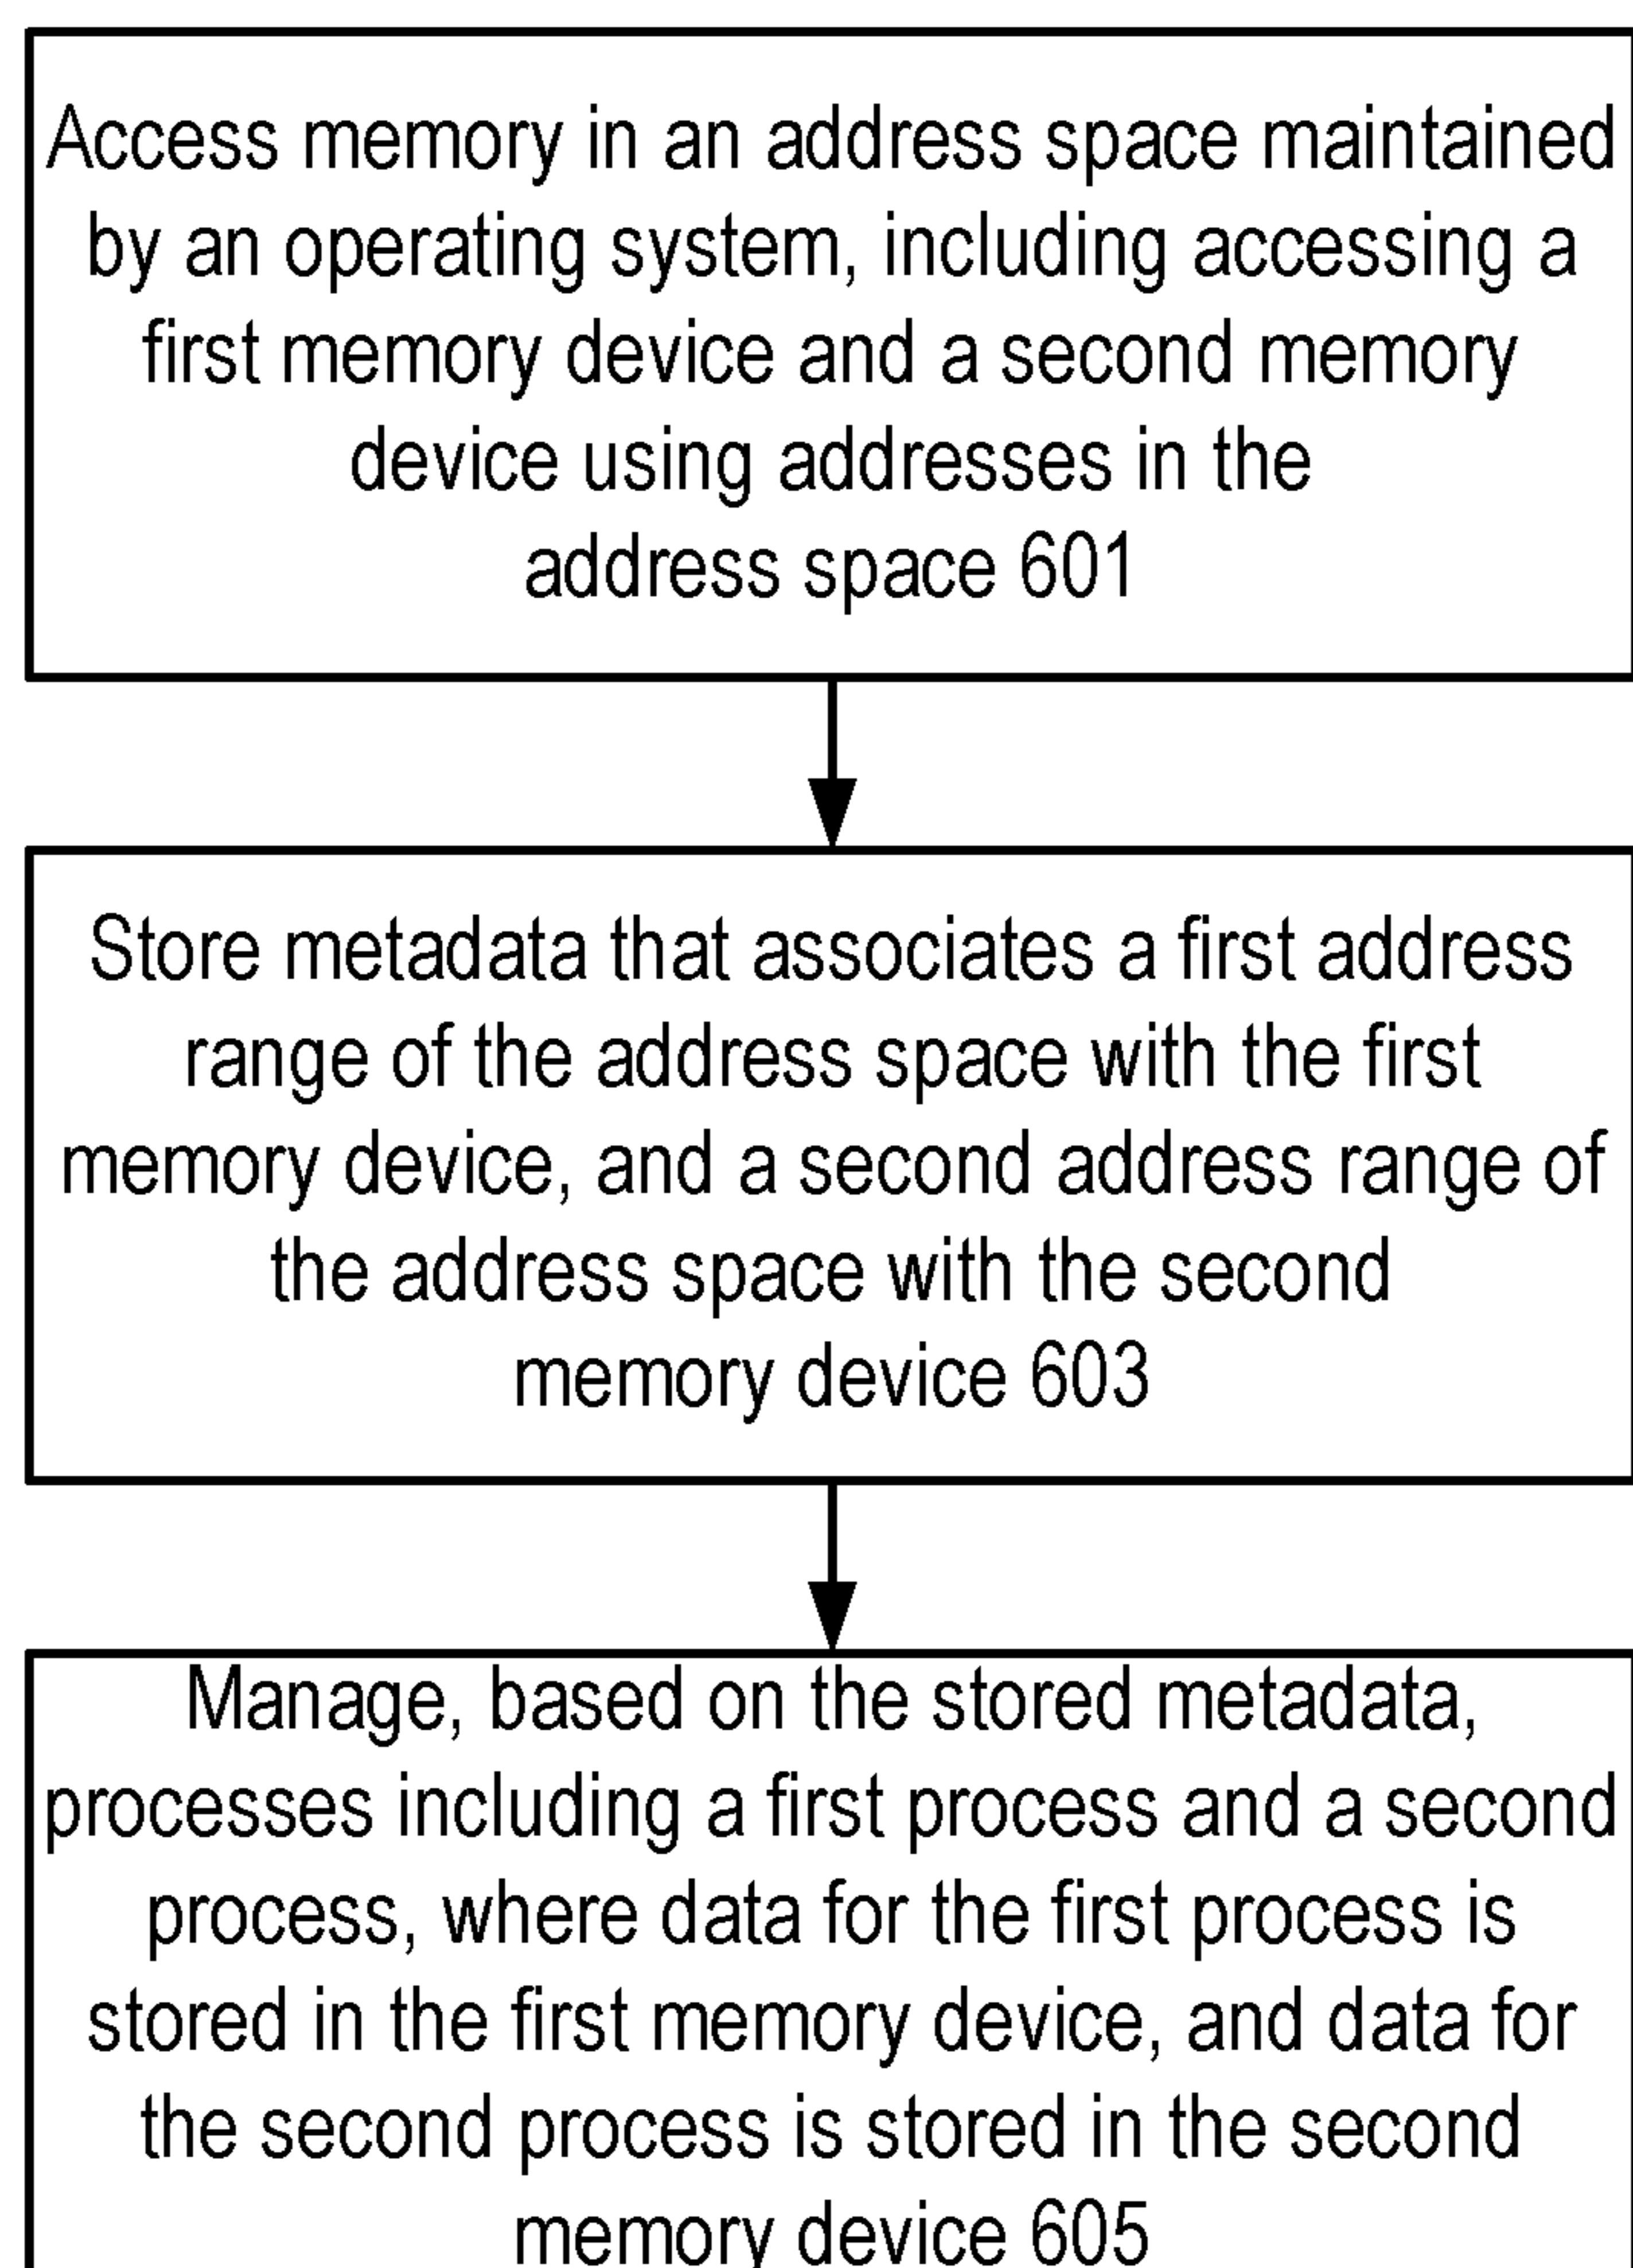 Access memory in an address space maintained
by an operating system, including accessing a
first memory device and a second memory
device using addresses in the
address space 601
Store metadata that associates a first address
range of the address space with the first
memory device, and a second address range of
the address space with the second
memory device 603
Manage, based on the stored metadata,
processes including a first process and a second
process, where data for the first process is
stored in the first memory device, and data for
the second process is stored in the second
memory device 605